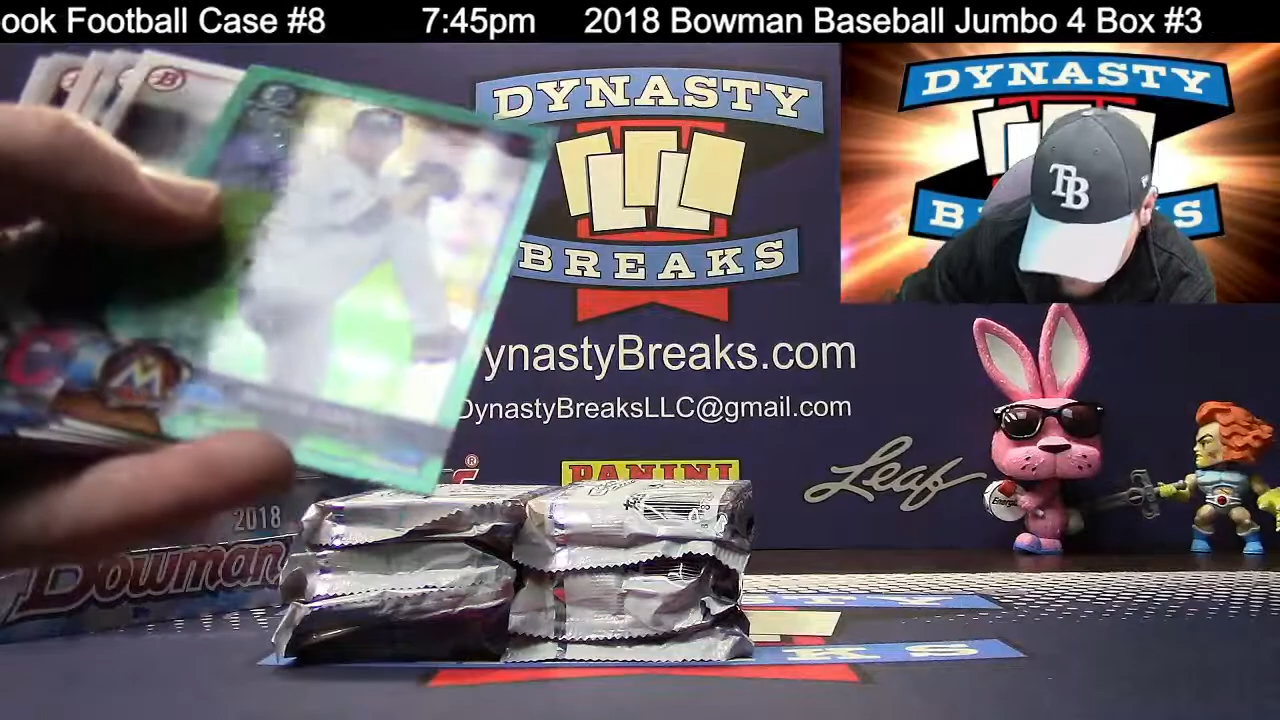 ook Football Case #8 7:45pm 2018 Bowman Baseball Jumbo 4 Box #3
DYNASTY
BREAKS
DYNASTY
B S
TB
ynastyBreaks.com
DynastyBreaksLLC@gmail.com
PANINI
Leaf
Energi
2018
Bowman
B
M
C